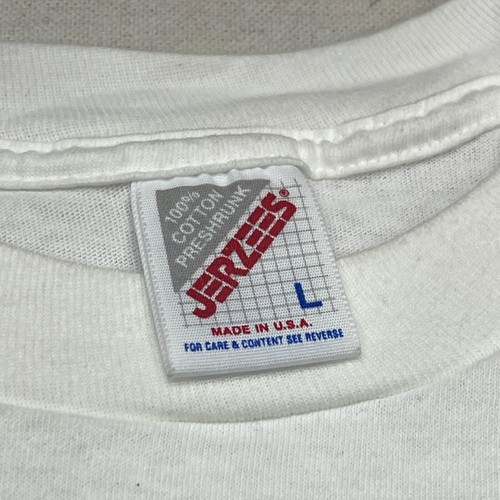 100%
COTTON
PRESHRUNK
JERZEES®
L
MADE IN U.S.A.
FOR CARE & CONTENT SEE REVERSE